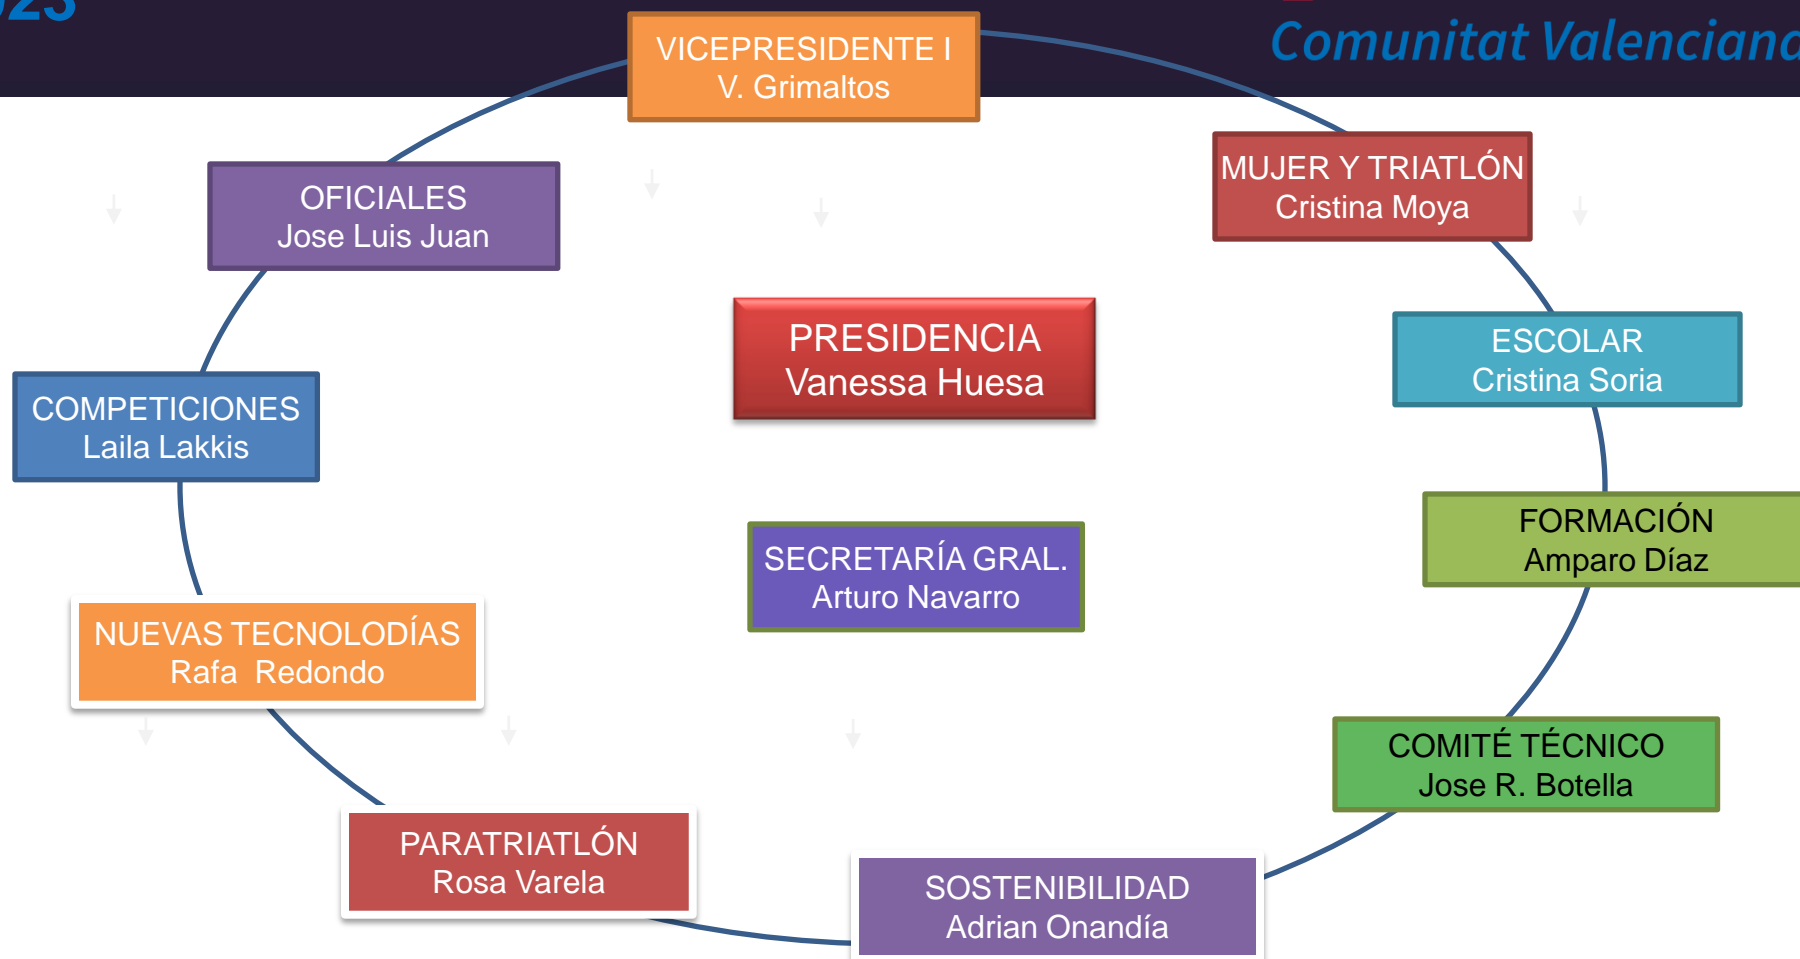 Comunitat Valenciana
VICEPRESIDENTE I
V. Grimaltos
OFICIALES
Jose Luis Juan
MUJER Y TRIATLÓN
Cristina Moya
PRESIDENCIA
Vanessa Huesa
ESCOLAR
Cristina Soria
COMPETICIONES
Laila Lakkis
FORMACIÓN
Amparo Díaz
SECRETARÍA GRAL.
Arturo Navarro
NUEVAS TECNOLODÍAS
Rafa  Redondo
COMITÉ TÉCNICO
Jose R. Botella
PARATRIATLÓN
Rosa Varela
SOSTENIBILIDAD
Adrian Onandía